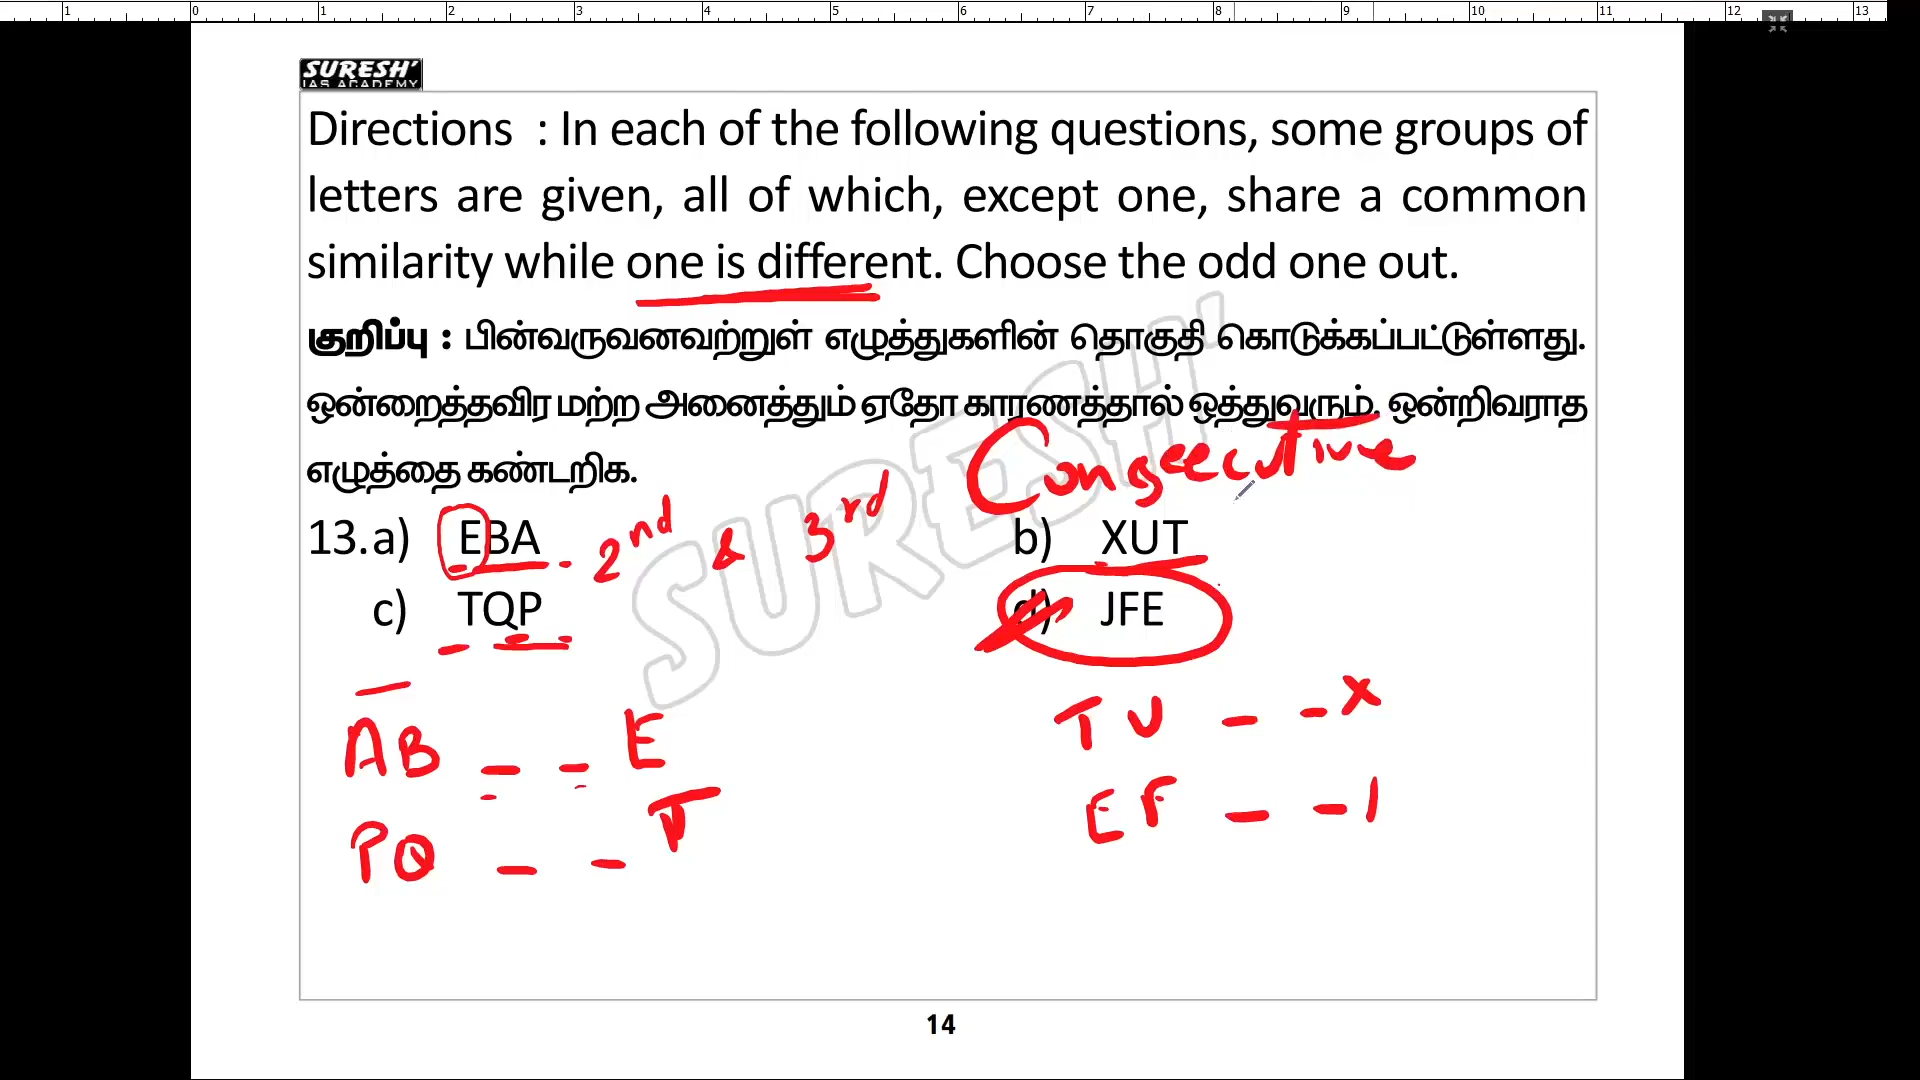 SURESH'
IAS ACADEMY
Directions : In each of the following questions, some groups of
letters are given, all of which, except one, share a common
similarity while one is different. Choose the odd one out.
குறிப்பு : பின்வருவனவற்றுள் எழுத்துகளின் தொகுதி கொடுக்கப்பட்டுள்ளது.
ஒன்றைத்தவிர மற்ற அனைத்தும் ஏதோ காரணத்தால் ஒத்துவரும். ஒன்றிவராத
எழுத்தை கண்டறிக.
Consecutive
13. a) EBA 2nd & 3rd b) XUT
c) TQP d) JFE
AB _ _ E TU _ _ X
PQ _ _ T EF _ _ I
SURESH'
14